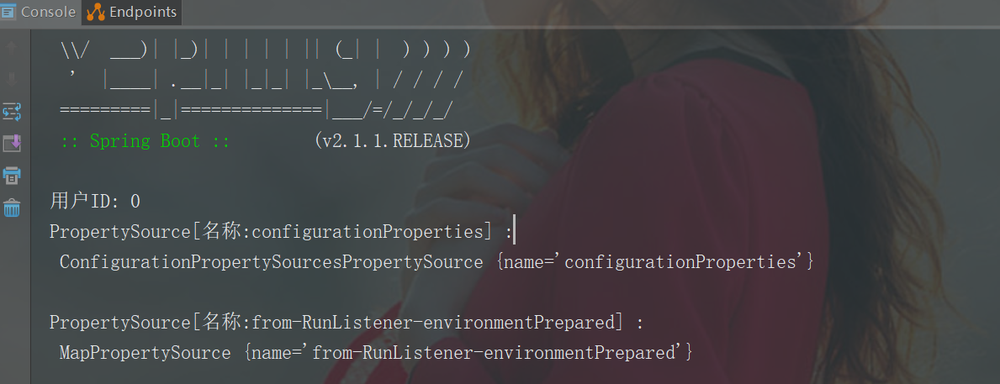 Console Endpoints
\\/  ___)| |_)| | | | | || (_| |  ) ) ) )
 '  |____| .__|_| |_|_| |_\__, | / / / /
=========|_|==============|___/=/_/_/_/
:: Spring Boot ::        (v2.1.1.RELEASE)
用户ID: 0
PropertySource[名称:configurationProperties] :
ConfigurationPropertySourcesPropertySource {name='configurationProperties'}
PropertySource[名称:from-RunListener-environmentPrepared] :
MapPropertySource {name='from-RunListener-environmentPrepared'}